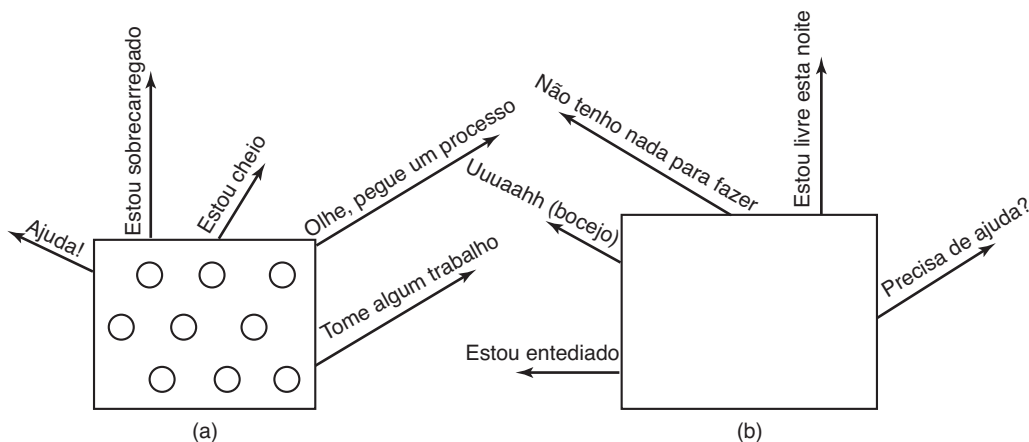 Ajuda!
Estou sobrecarregado
Estou cheio
Olhe, pegue um processo
Tome algum trabalho
(a)
Não tenho nada para fazer
Uuuaahh (bocejo)
Estou livre esta noite
Precisa de ajuda?
Estou entediado
(b)